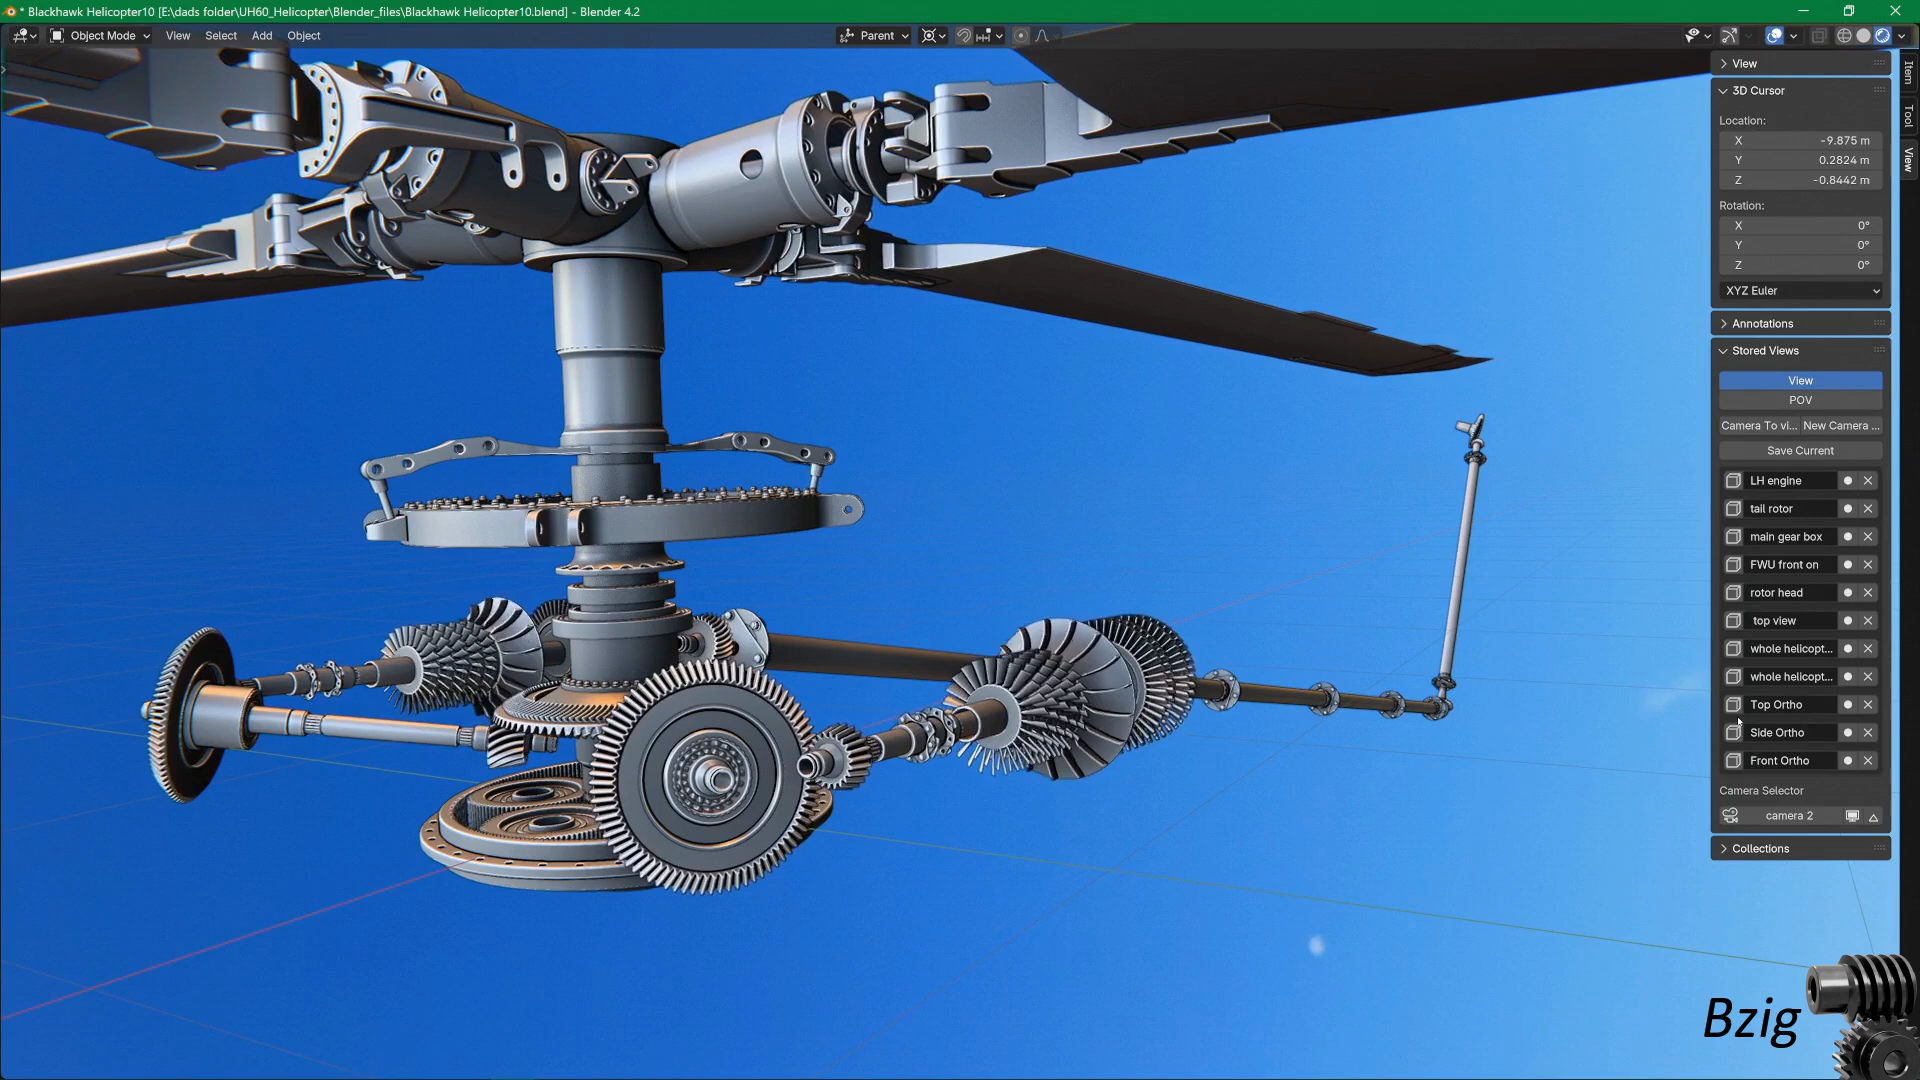 * Blackhawk Helicopter10 [E:\dads folder\UH60_Helicopter\Blender_files\Blackhawk Helicopter10.blend] - Blender 4.2
Object Mode View Select Add Object Parent
View
3D Cursor
Location:
X -9.875 m
Y 0.2824 m
Z -0.8442 m
Rotation:
X 0°
Y 0°
Z 0°
XYZ Euler
Annotations
Stored Views
View
POV
Camera To vi... New Camera ...
Save Current
LH engine
tail rotor
main gear box
FWU front on
rotor head
top view
whole helicopt...
whole helicopt...
Top Ortho
Side Ortho
Front Ortho
Camera Selector
camera 2
Collections
Item
Tool
View
Bzig